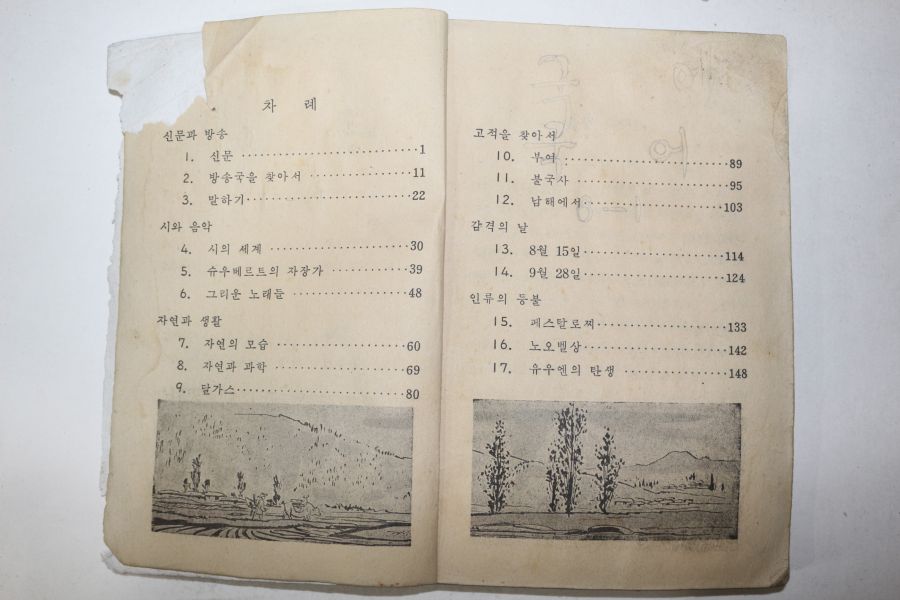 차 례
신문과 방송
1. 신문 ····· 1
2. 방송국을 찾아서 ····· 11
3. 말하기 ····· 22
시와 음악
4. 시의 세계 ····· 30
5. 슈우베르트의 자장가 ····· 39
6. 그리운 노래들 ····· 48
자연과 생활
7. 자연의 모습 ····· 60
8. 자연과 과학 ····· 69
9. 달가스 ····· 80
고적을 찾아서
10. 부여 ····· 89
11. 불국사 ····· 95
12. 남해에서 ····· 103
감격의 날
13. 8월 15일 ····· 114
14. 9월 28일 ····· 124
인류의 등불
15. 페스탈로찌 ····· 133
16. 노오벨상 ····· 142
17. 유우엔의 탄생 ····· 148